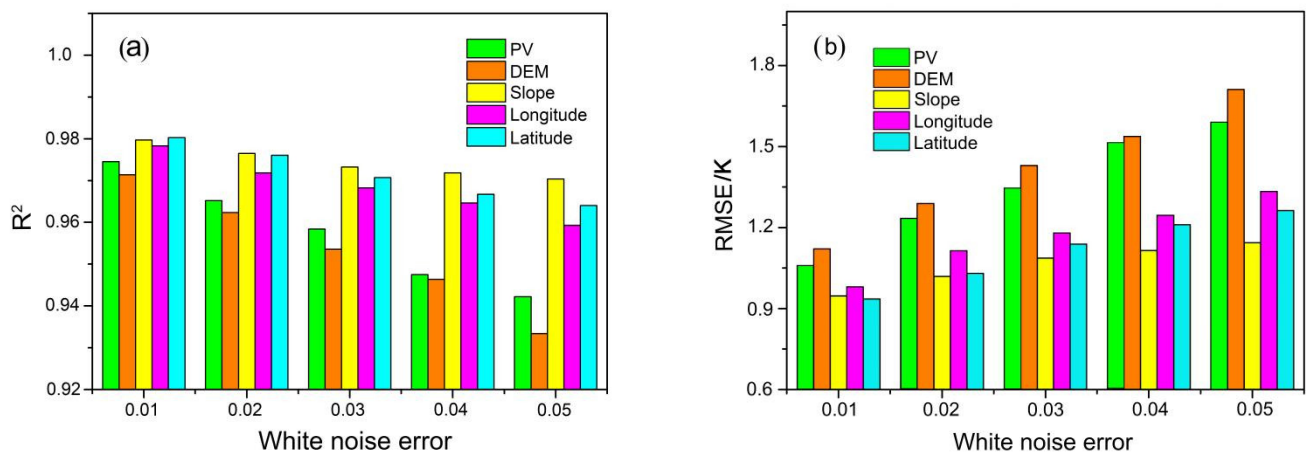 (a)
PV
DEM
Slope
Longitude
Latitude
1.0
0.98
0.96
0.94
0.92
R²
0.01 0.02 0.03 0.04 0.05
White noise error
(b)
PV
DEM
Slope
Longitude
Latitude
1.8
1.5
1.2
0.9
0.6
RMSE/K
0.01 0.02 0.03 0.04 0.05
White noise error